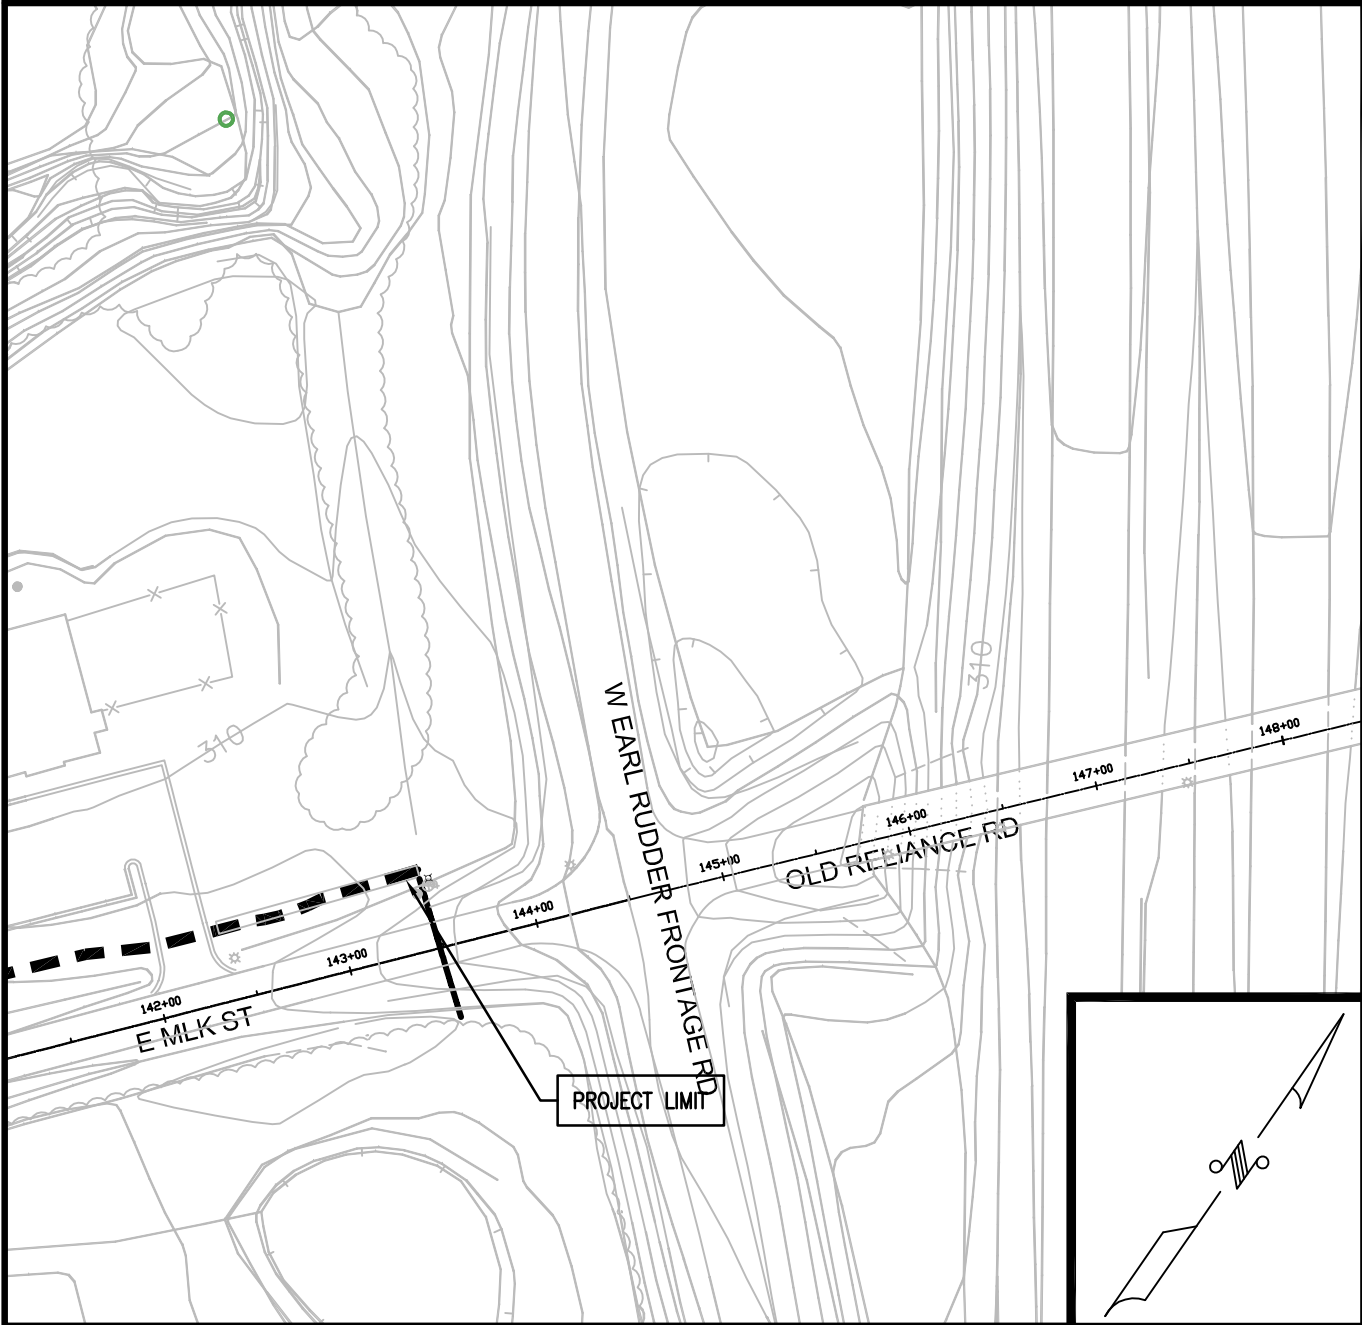 310
310
W EARL RUDDER FRONTAGE RD
148+00
147+00
146+00
145+00
144+00
143+00
142+00
OLD RELIANCE RD
E MLK ST
PROJECT LIMIT